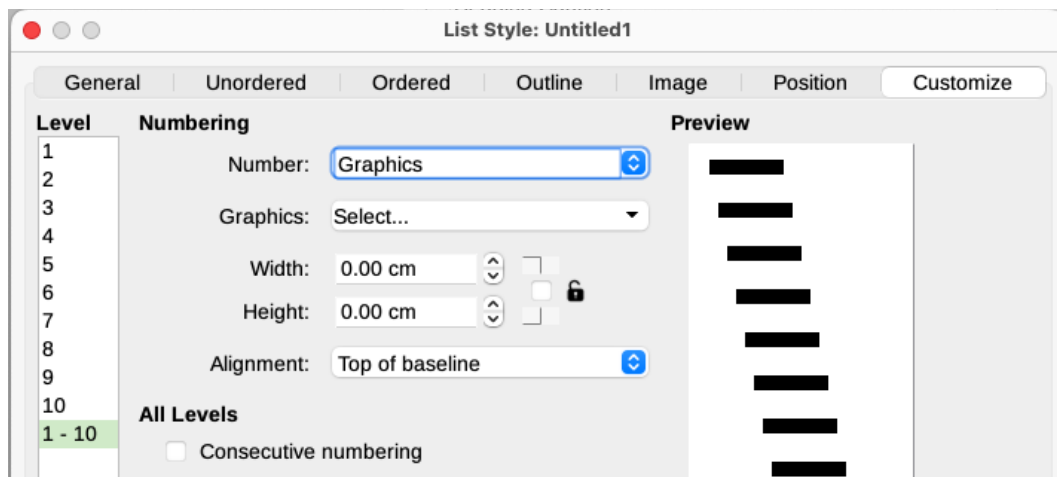 List Style: Untitled1
General Unordered Ordered Outline Image Position Customize
Level Numbering Preview
1
Number: Graphics
2
3
Graphics: Select...
4
5
Width: 0.00 cm
6
Height: 0.00 cm
7
8
Alignment: Top of baseline
9
10
All Levels
1 - 10
Consecutive numbering